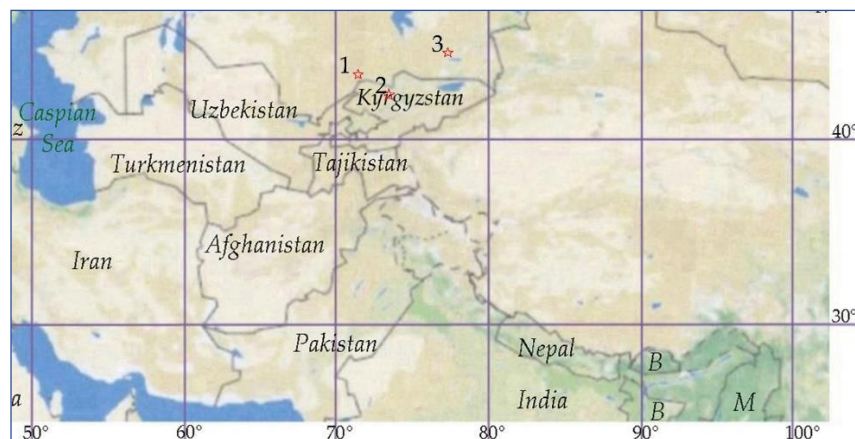 3
1
2
Kyrgyzstan
Uzbekistan
Caspian
Sea
z
40°
Turkmenistan
Tajikistan
Afghanistan
Iran
30°
Pakistan
Nepal
B
India
B
M
a
50°
60°
70°
80°
90°
100°